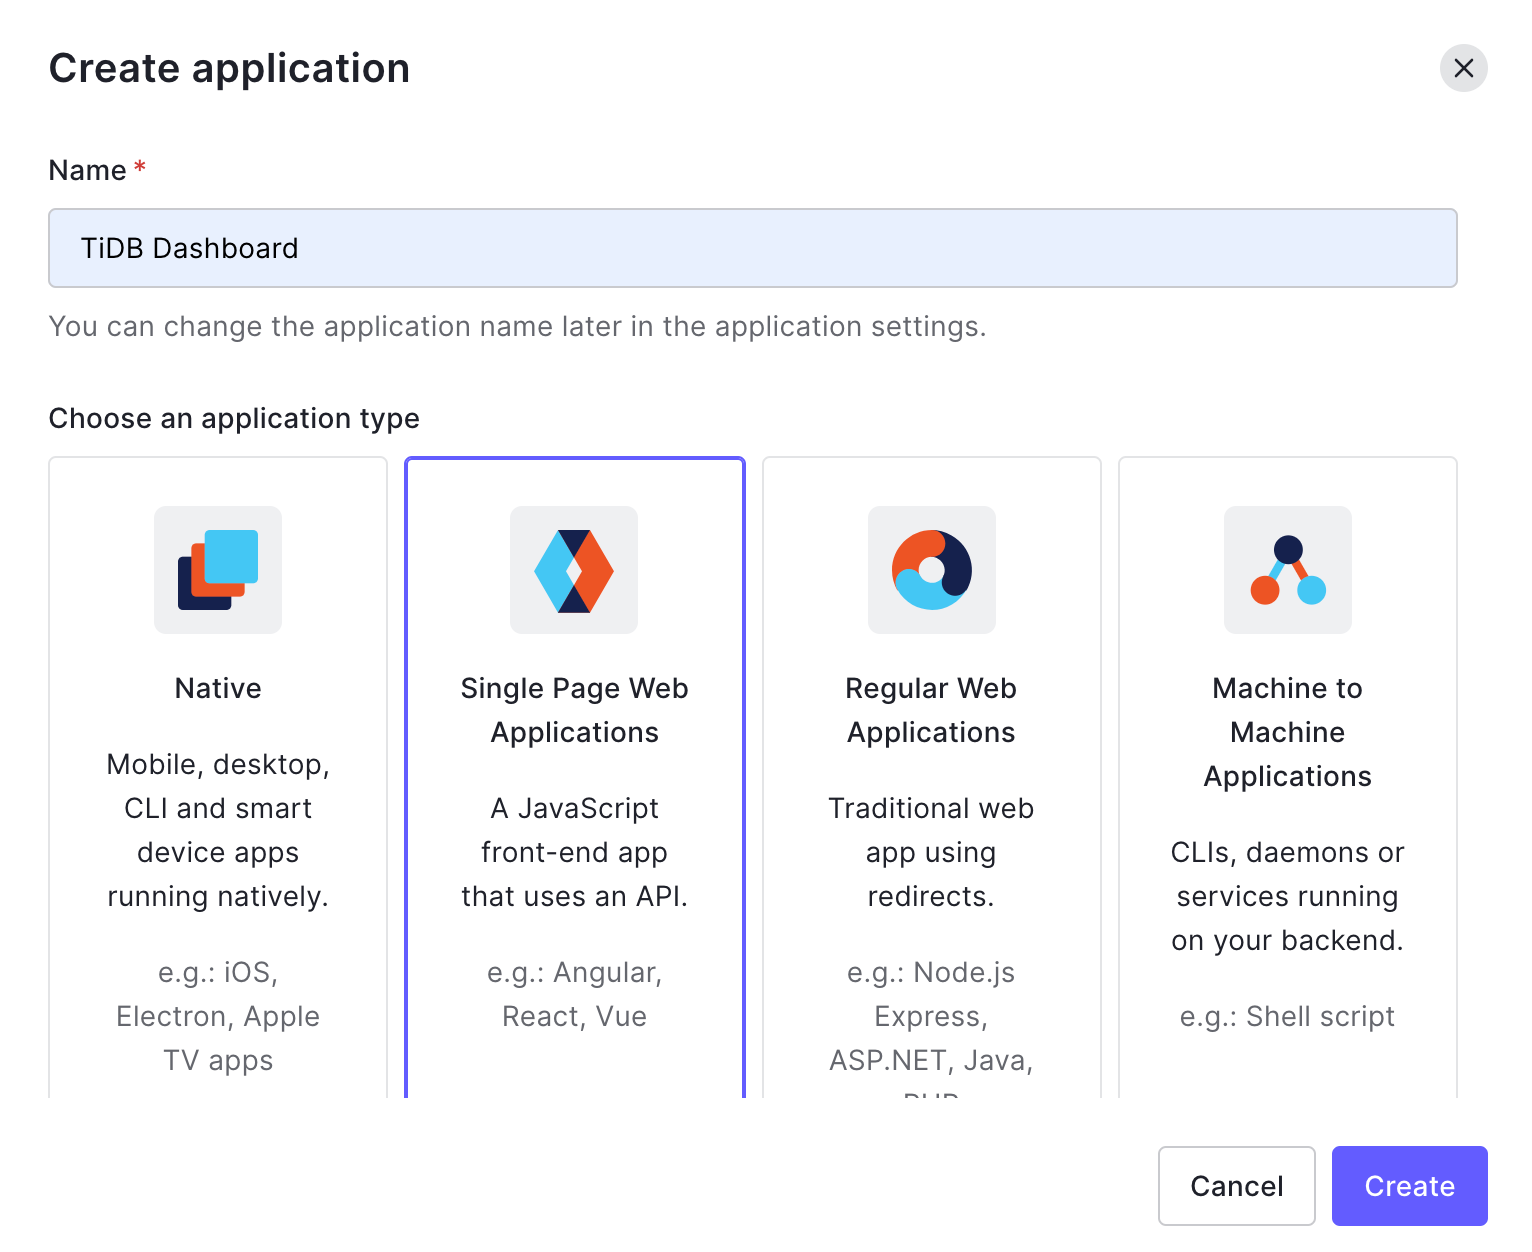 Create application
Name *
TiDB Dashboard
You can change the application name later in the application settings.
Choose an application type
Native
Mobile, desktop,
CLI and smart
device apps
running natively.
e.g.: iOS,
Electron, Apple
TV apps
Single Page Web
Applications
A JavaScript
front-end app
that uses an API.
e.g.: Angular,
React, Vue
Regular Web
Applications
Traditional web
app using
redirects.
e.g.: Node.js
Express,
ASP.NET, Java,
PHP
Machine to
Machine
Applications
CLIs, daemons or
services running
on your backend.
e.g.: Shell script
Cancel
Create